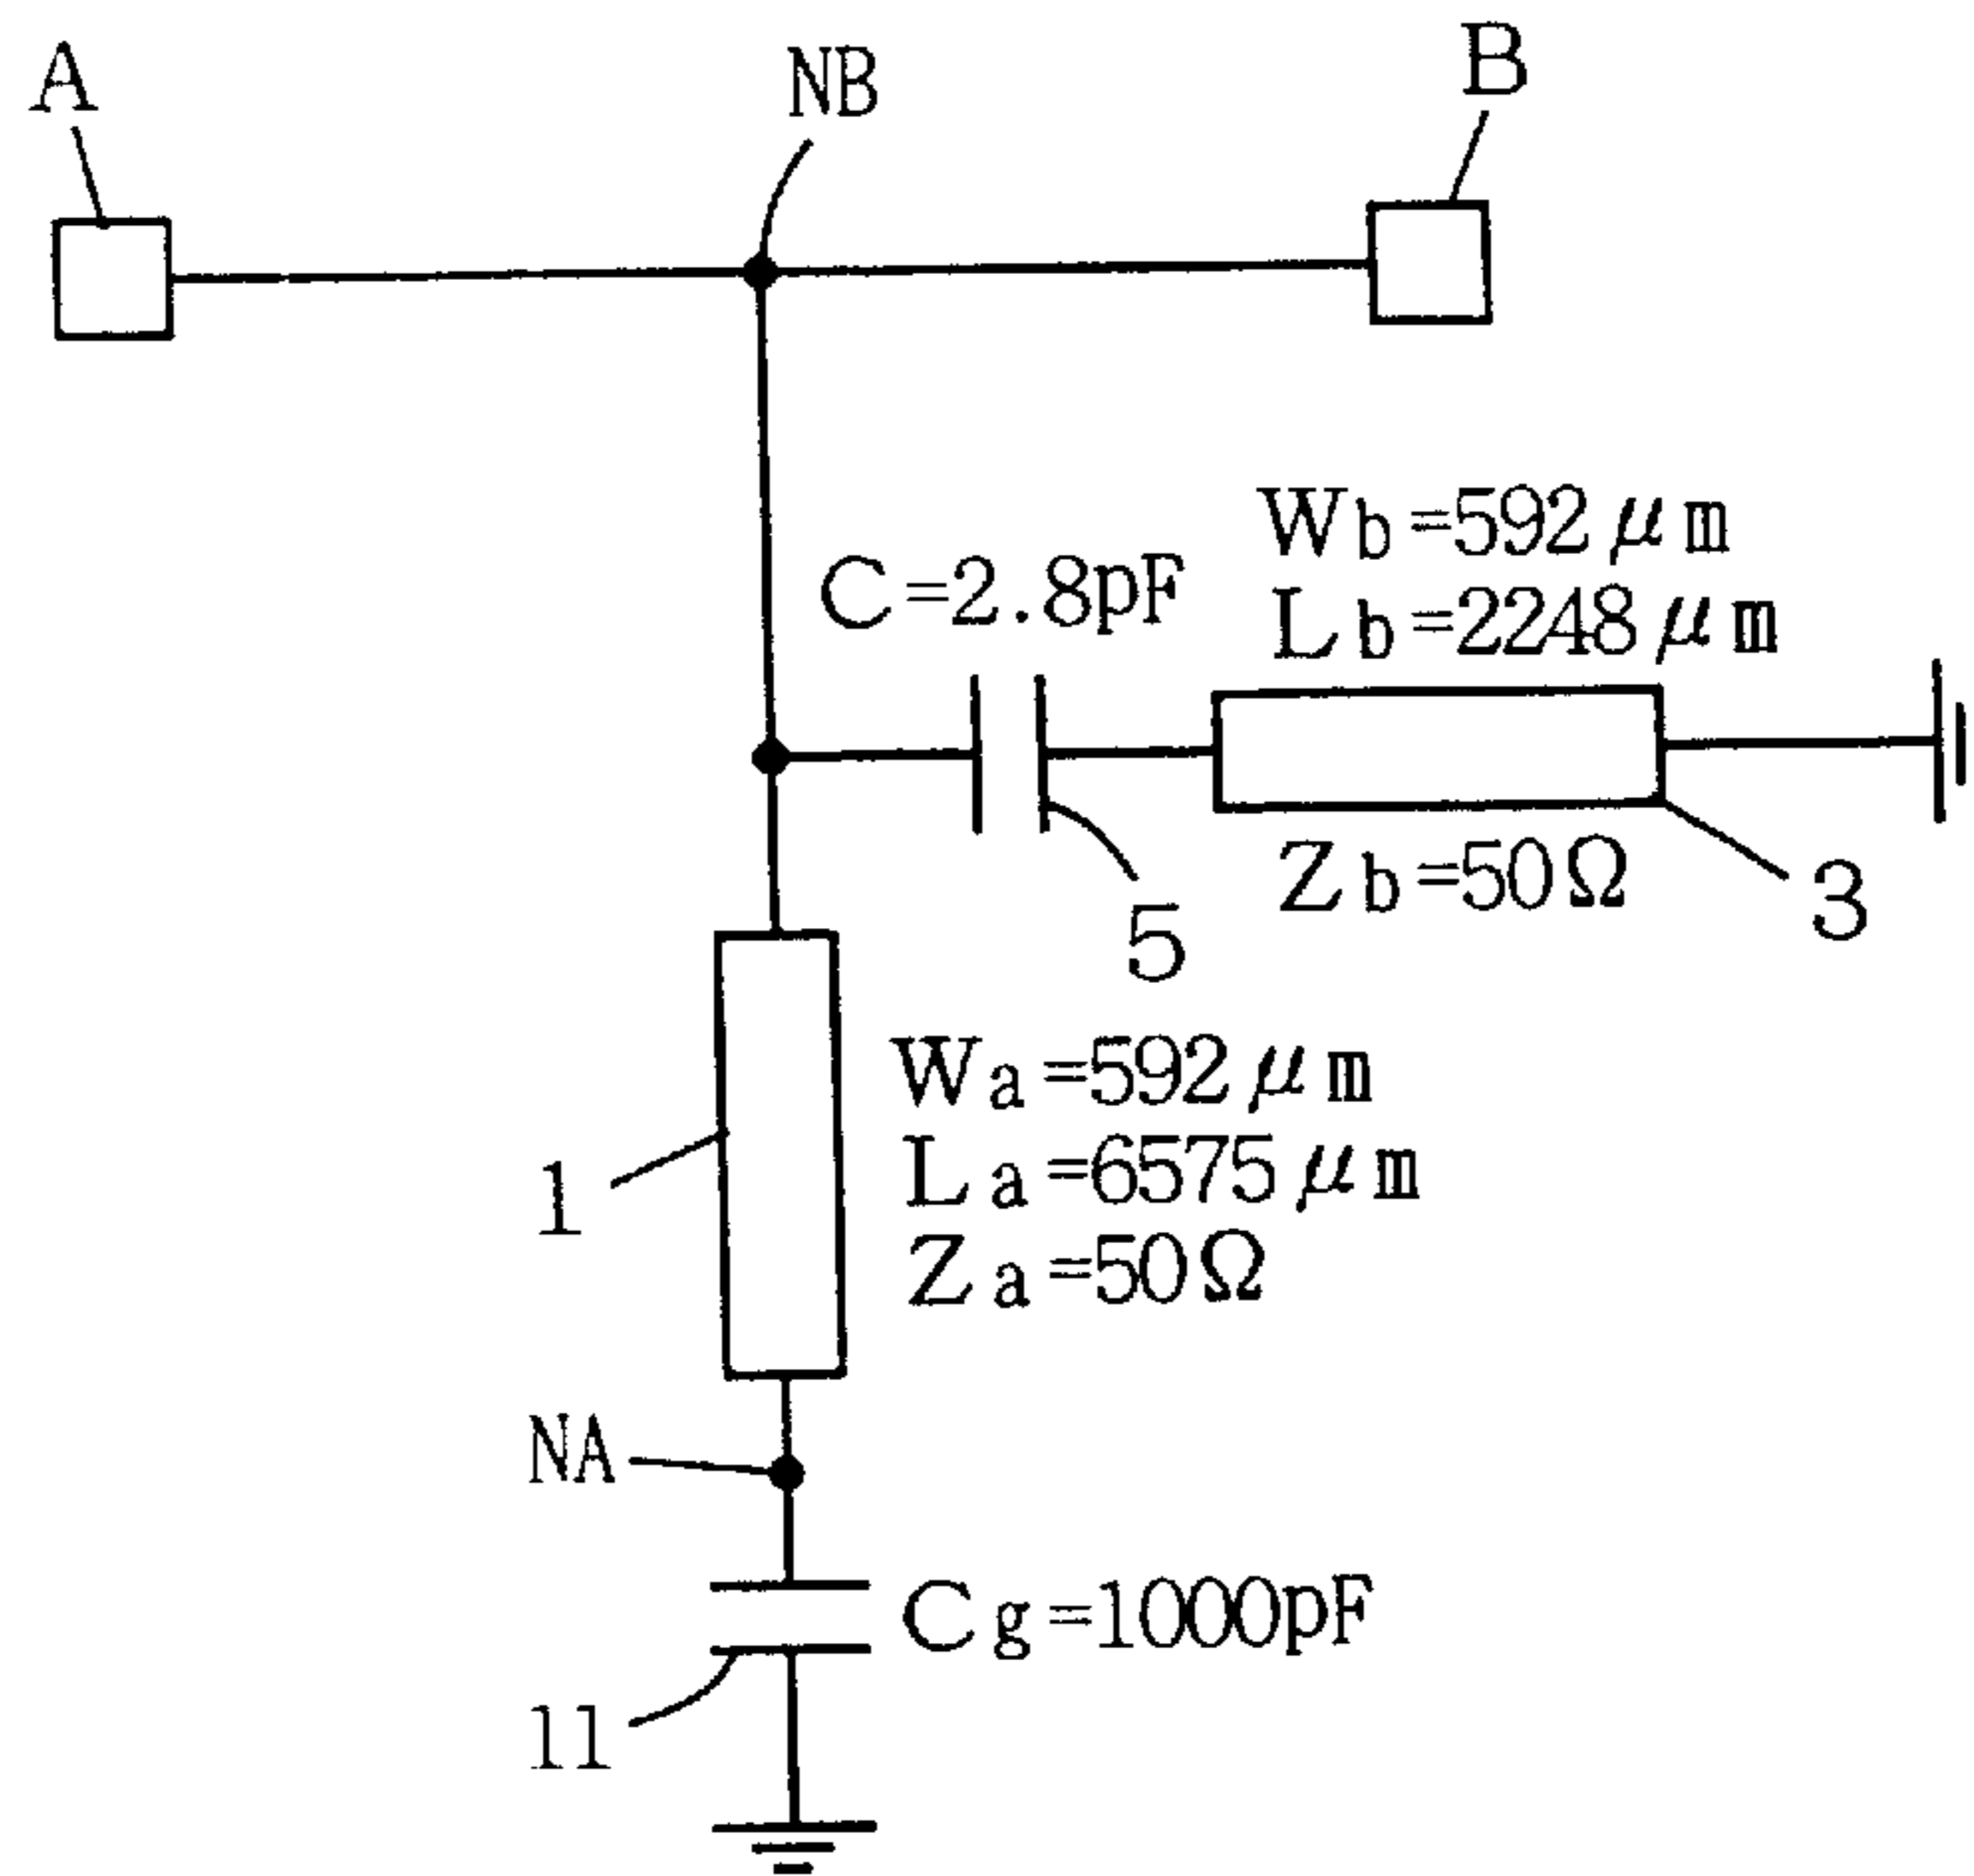 A
NB
B
Wb=592μm
Lb=2248μm
C=2.8pF
Zb=50Ω
3
5
Wa=592μm
La=6575μm
Za=50Ω
1
NA
Cg=1000pF
11